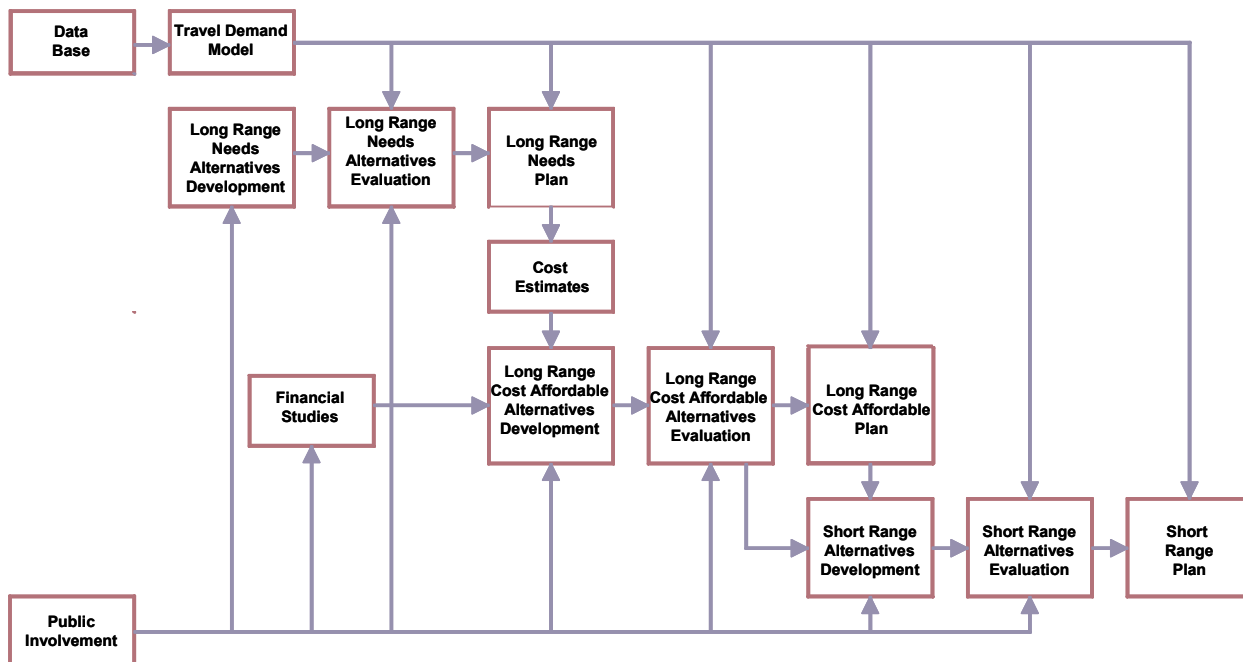 Data
Base
Travel Demand
Model
Long Range
Needs
Alternatives
Development
Long Range
Needs
Alternatives
Evaluation
Long Range
Needs
Plan
Cost
Estimates
Financial
Studies
Long Range
Cost Affordable
Alternatives
Development
Long Range
Cost Affordable
Alternatives
Evaluation
Long Range
Cost Affordable
Plan
Short Range
Alternatives
Development
Short Range
Alternatives
Evaluation
Short
Range
Plan
Public
Involvement